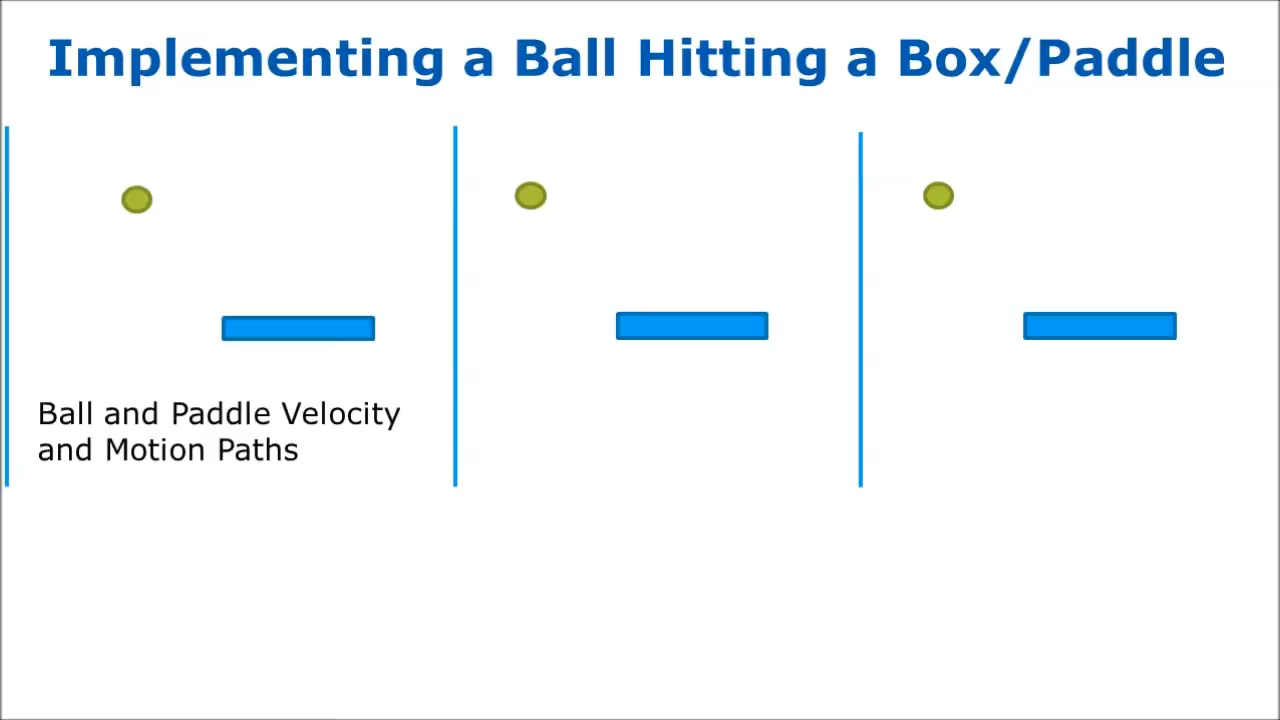 Implementing a Ball Hitting a Box/Paddle
Ball and Paddle Velocity
and Motion Paths